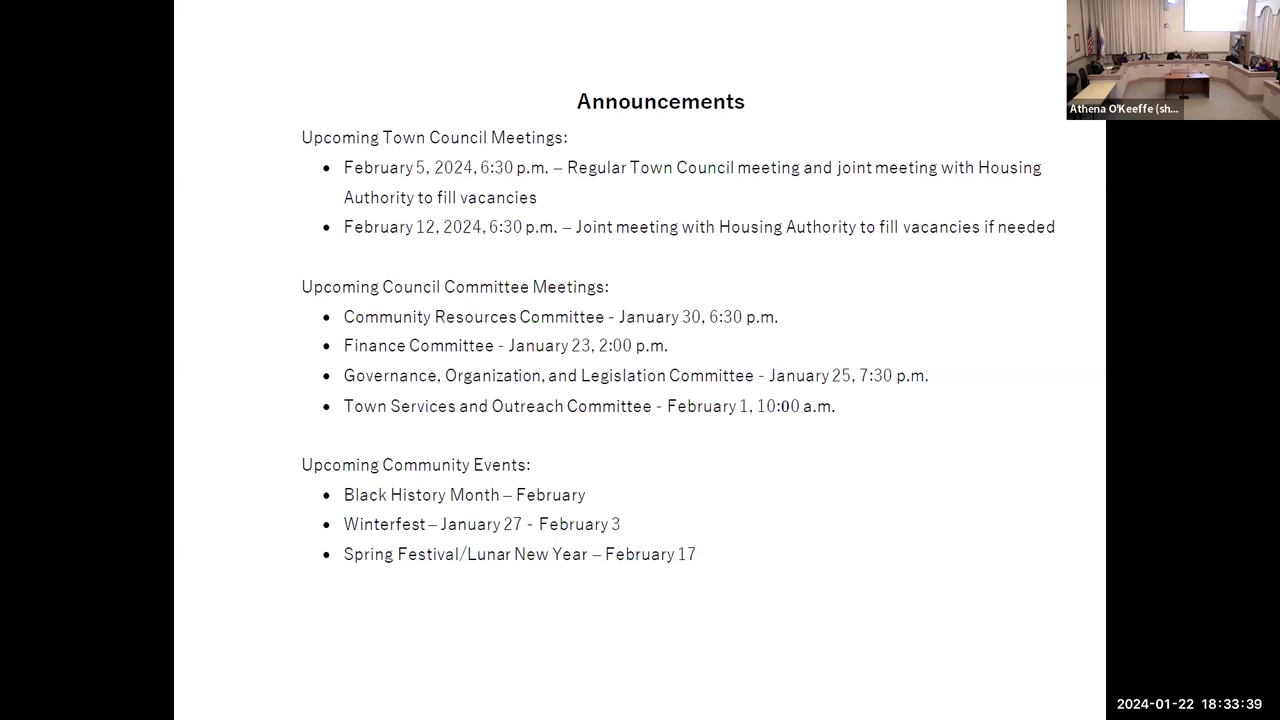 Announcements
Upcoming Town Council Meetings:
• February 5, 2024, 6:30 p.m. – Regular Town Council meeting and joint meeting with Housing
Authority to fill vacancies
• February 12, 2024, 6:30 p.m. – Joint meeting with Housing Authority to fill vacancies if needed
Upcoming Council Committee Meetings:
• Community Resources Committee - January 30, 6:30 p.m.
• Finance Committee - January 23, 2:00 p.m.
• Governance, Organization, and Legislation Committee - January 25, 7:30 p.m.
• Town Services and Outreach Committee - February 1, 10:00 a.m.
Upcoming Community Events:
• Black History Month – February
• Winterfest – January 27 - February 3
• Spring Festival/Lunar New Year – February 17
Athena O'Keeffe (sh...
2024-01-22 18:33:39